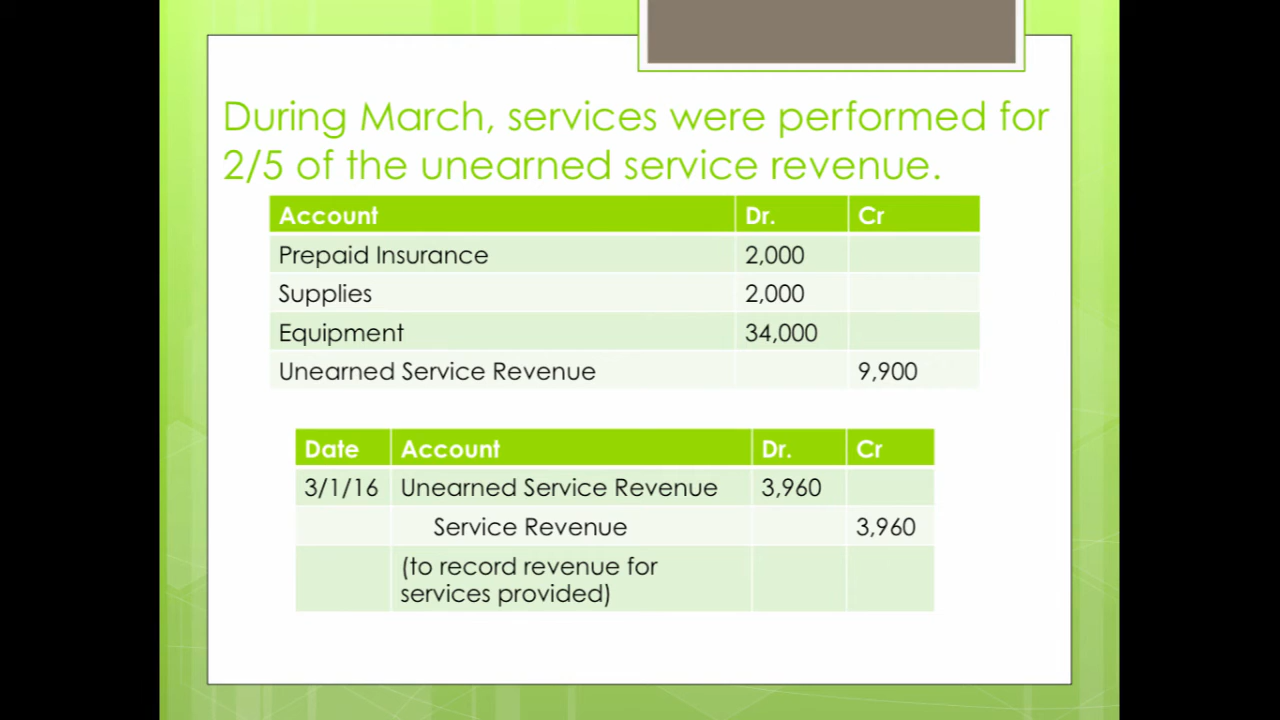 During March, services were performed for
2/5 of the unearned service revenue.
Account Dr. Cr
Prepaid Insurance 2,000
Supplies 2,000
Equipment 34,000
Unearned Service Revenue 9,900
Date Account Dr. Cr
3/1/16 Unearned Service Revenue 3,960
Service Revenue 3,960
(to record revenue for
services provided)